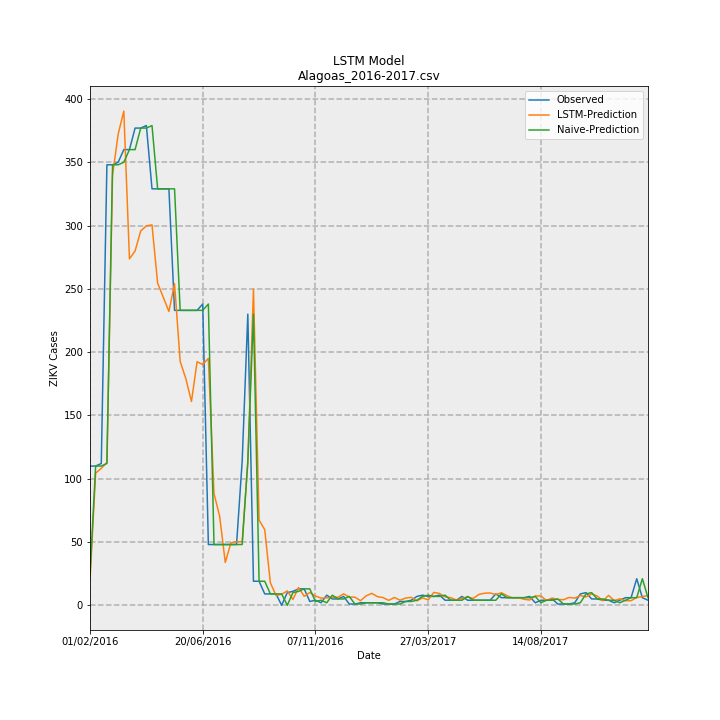 LSTM Model
Alagoas_2016-2017.csv
Observed
LSTM-Prediction
Naive-Prediction
400
350
300
250
200
150
100
50
0
ZIKV Cases
01/02/2016
20/06/2016
07/11/2016
27/03/2017
14/08/2017
Date